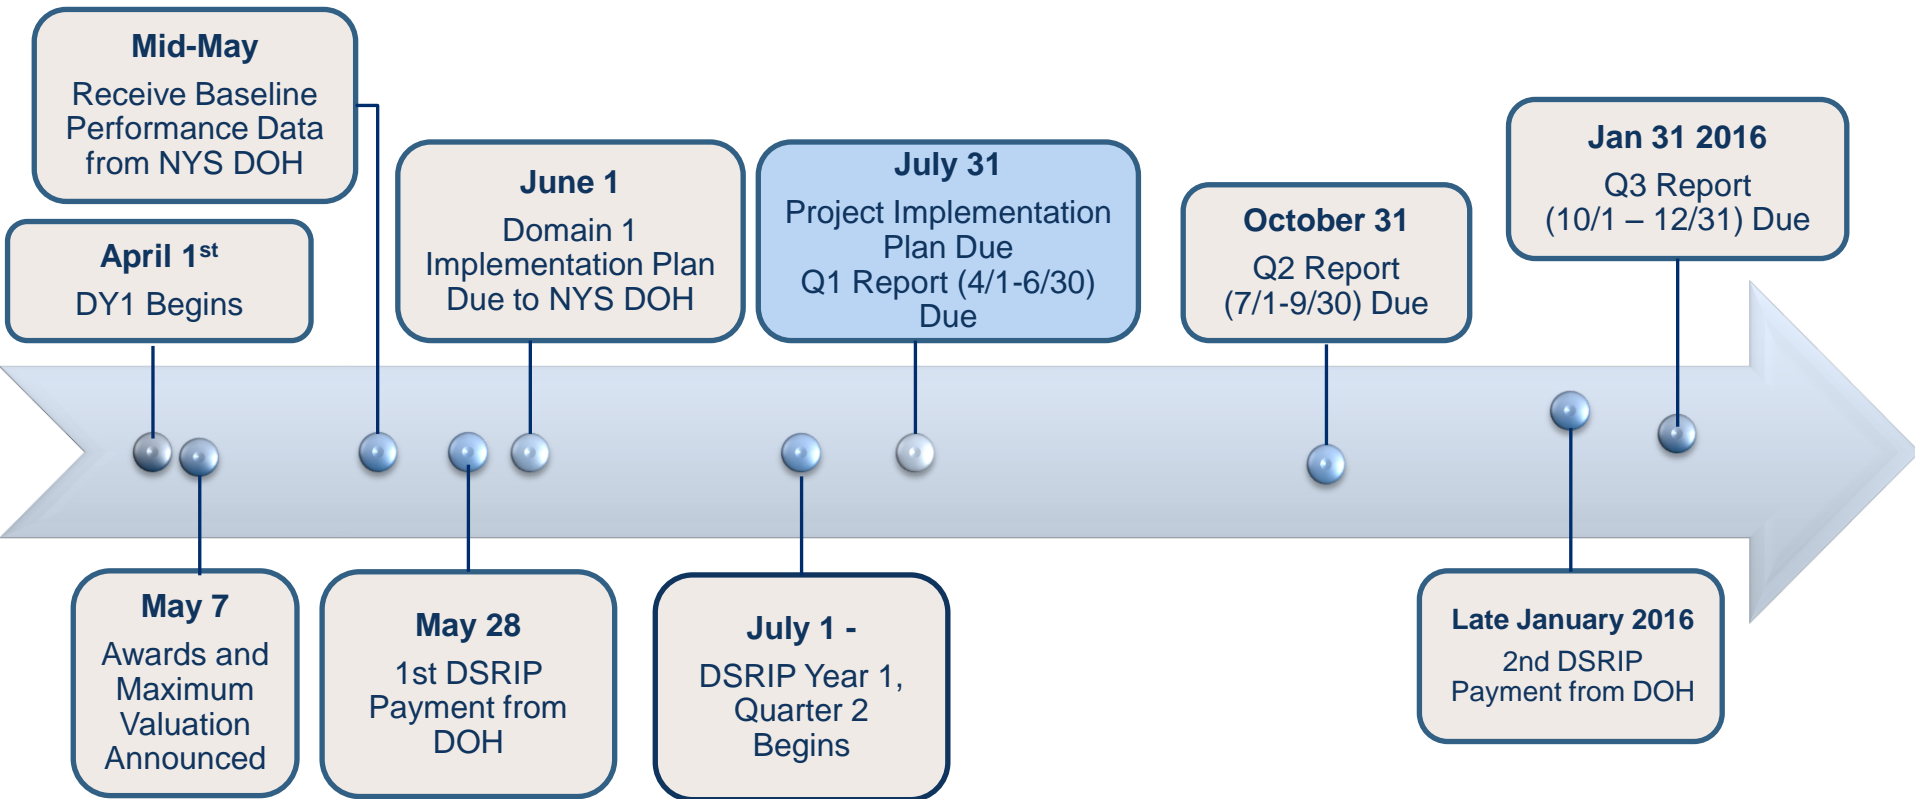 Mid-May
Receive Baseline
Performance Data
from NYS DOH
April 1st
DY1 Begins
June 1
Domain 1
Implementation Plan
Due to NYS DOH
July 31
Project Implementation
Plan Due
Q1 Report (4/1-6/30)
Due
October 31
Q2 Report
(7/1-9/30) Due
Jan 31 2016
Q3 Report
(10/1 – 12/31) Due
May 7
Awards and
Maximum
Valuation
Announced
May 28
1st DSRIP
Payment from
DOH
July 1 -
DSRIP Year 1,
Quarter 2
Begins
Late January 2016
2nd DSRIP
Payment from DOH